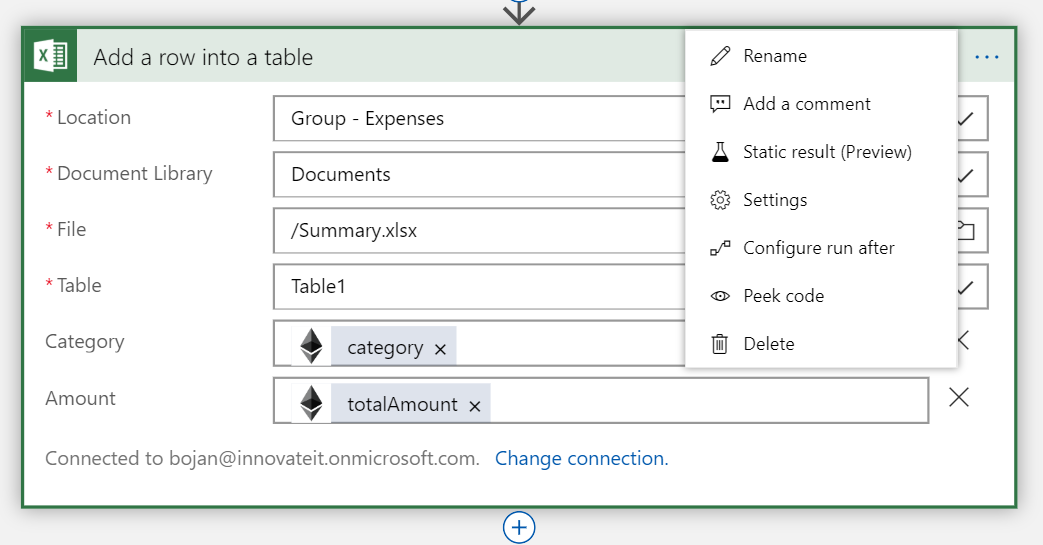 Add a row into a table
* Location
Group - Expenses
* Document Library
Documents
* File
/Summary.xlsx
* Table
Table1
Category
category ×
Amount
totalAmount ×
Connected to bojan@innovateit.onmicrosoft.com. Change connection.
Rename
Add a comment
Static result (Preview)
Settings
Configure run after
Peek code
Delete